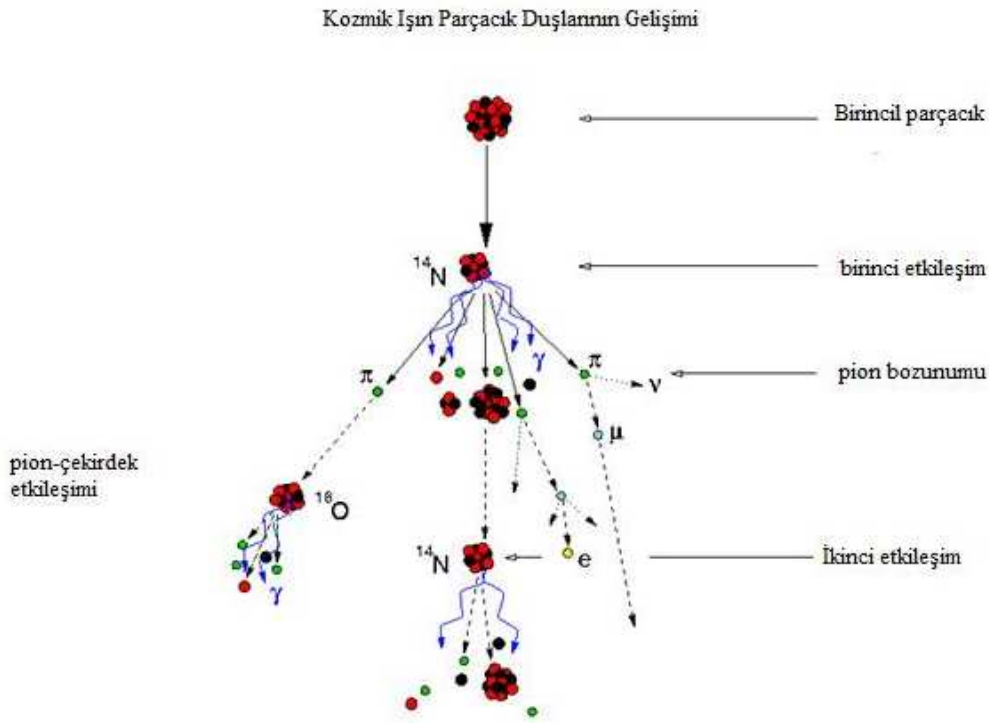 Kozmik Işın Parçacık Duşlarının Gelişimi
Birincil parçacık
¹⁴N
birinci etkileşim
γ
π
π
ν
pion bozunumu
μ
pion-çekirdek
etkileşimi
¹⁶O
γ
¹⁴N
e
İkinci etkileşim